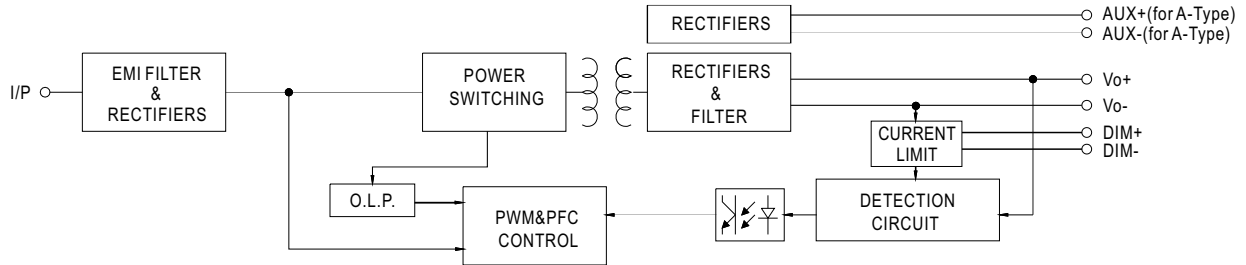 RECTIFIERS
AUX+(for A-Type)
AUX-(for A-Type)
I/P
EMI FILTER
&
RECTIFIERS
POWER
SWITCHING
RECTIFIERS
&
FILTER
Vo+
Vo-
CURRENT
LIMIT
DIM+
DIM-
O.L.P.
PWM&PFC
CONTROL
DETECTION
CIRCUIT